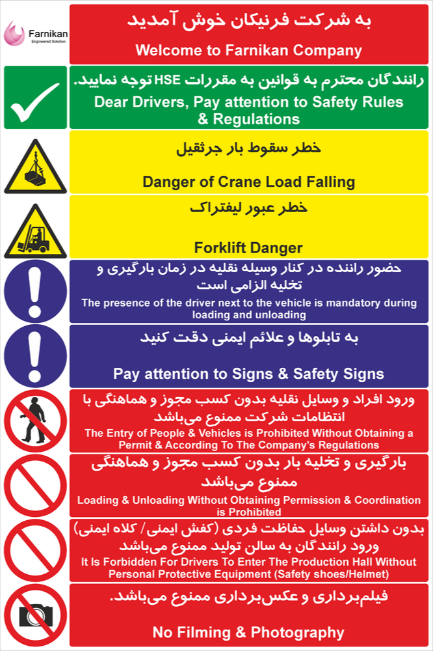 Farnikan
Engineered Solution
به شرکت فرنیکان خوش آمدید
Welcome to Farnikan Company
رانندگان محترم به قوانین به مقررات HSE توجه نمایید.
Dear Drivers, Pay attention to Safety Rules
& Regulations
خطر سقوط بار جرثقیل
Danger of Crane Load Falling
خطر عبور لیفتراک
Forklift Danger
حضور راننده در کنار وسیله نقلیه در زمان بارگیری و
تخلیه الزامی است
The presence of the driver next to the vehicle is mandatory during
loading and unloading
به تابلوها و علائم ایمنی دقت کنید
Pay attention to Signs & Safety Signs
ورود افراد و وسایل نقلیه بدون کسب مجوز و هماهنگی با
انتظامات شرکت ممنوع می‌باشد
The Entry of People & Vehicles is Prohibited Without Obtaining a
Permit & According To The Company's Regulations
بارگیری و تخلیه بار بدون کسب مجوز و هماهنگی
ممنوع می‌باشد
Loading & Unloading Without Obtaining Permission & Coordination
is Prohibited
بدون داشتن وسایل حفاظت فردی (کفش ایمنی/ کلاه ایمنی)
ورود رانندگان به سالن تولید ممنوع می‌باشد
It Is Forbidden For Drivers To Enter The Production Hall Without
Personal Protective Equipment (Safety shoes/Helmet)
فیلم‌برداری و عکس‌برداری ممنوع می‌باشد.
No Filming & Photography